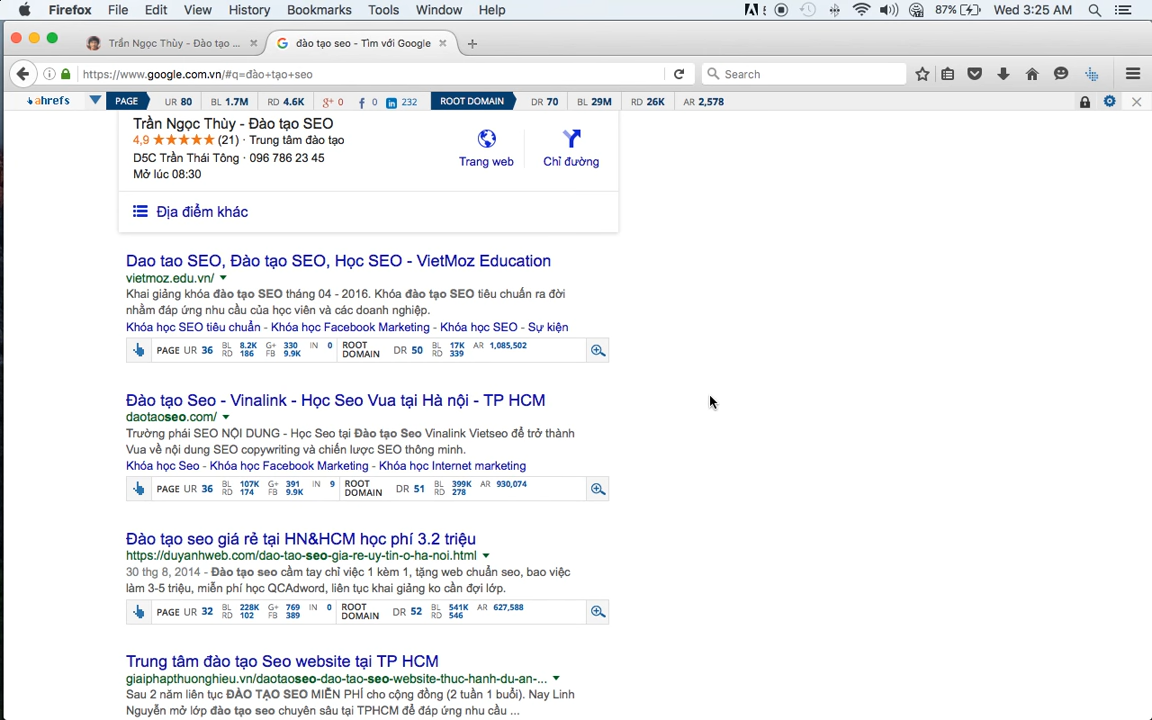 Firefox File Edit View History Bookmarks Tools Window Help 87% Wed 3:25 AM
Trần Ngọc Thùy - Đào tạo ... đào tạo seo - Tìm với Google
https://www.google.com.vn/#q=đào+tạo+seo Search
ahrefs PAGE UR 80 BL 1.7M RD 4.6K g+ 0 f 0 in 232 ROOT DOMAIN DR 70 BL 29M RD 26K AR 2,578
Trần Ngọc Thùy - Đào tạo SEO
4,9 (21) · Trung tâm đào tạo
D5C Trần Thái Tông · 096 786 23 45
Mở lúc 08:30
Trang web Chỉ đường
Địa điểm khác
Dao tao SEO, Đào tạo SEO, Học SEO - VietMoz Education
vietmoz.edu.vn/
Khai giảng khóa đào tạo SEO tháng 04 - 2016. Khóa đào tạo SEO tiêu chuẩn ra đời
nhằm đáp ứng nhu cầu của học viên và các doanh nghiệp.
Khóa học SEO tiêu chuẩn - Khóa học Facebook Marketing - Khóa học SEO - Sự kiện
PAGE UR 36 BL 8.2K G+ 330 IN 0 ROOT DOMAIN DR 50 BL 17K AR 1,085,502
RD 186 FB 9.9K RD 339
Đào tạo Seo - Vinalink - Học Seo Vua tại Hà nội - TP HCM
daotaoseo.com/
Trường phái SEO NỘI DUNG - Học Seo tại Đào tạo Seo Vinalink Vietseo để trở thành
Vua về nội dung SEO copywriting và chiến lược SEO thông minh.
Khóa học Seo - Khóa học Facebook Marketing - Khóa học Internet marketing
PAGE UR 36 BL 107K G+ 391 IN 9 ROOT DOMAIN DR 51 BL 399K AR 930,074
RD 174 FB 9.9K RD 278
Đào tạo seo giá rẻ tại HN&HCM học phí 3.2 triệu
https://duyanhweb.com/dao-tao-seo-gia-re-uy-tin-o-ha-noi.html
30 thg 8, 2014 - Đào tạo seo cầm tay chỉ việc 1 kèm 1, tặng web chuẩn seo, bao việc
làm 3-5 triệu, miễn phí học QCAdword, liên tục khai giảng ko cần đợi lớp.
PAGE UR 32 BL 228K G+ 769 IN 0 ROOT DOMAIN DR 52 BL 541K AR 627,588
RD 102 FB 389 RD 546
Trung tâm đào tạo Seo website tại TP HCM
giaiphapthuonghieu.vn/daotaoseo-dao-tao-seo-website-thuc-hanh-du-an-...
Sau 2 năm liên tục ĐÀO TẠO SEO MIỄN PHÍ cho cộng đồng (2 tuần 1 buổi). Nay Linh
Nguyễn mở lớp đào tạo seo chuyên sâu tại TPHCM để đáp ứng nhu cầu ...